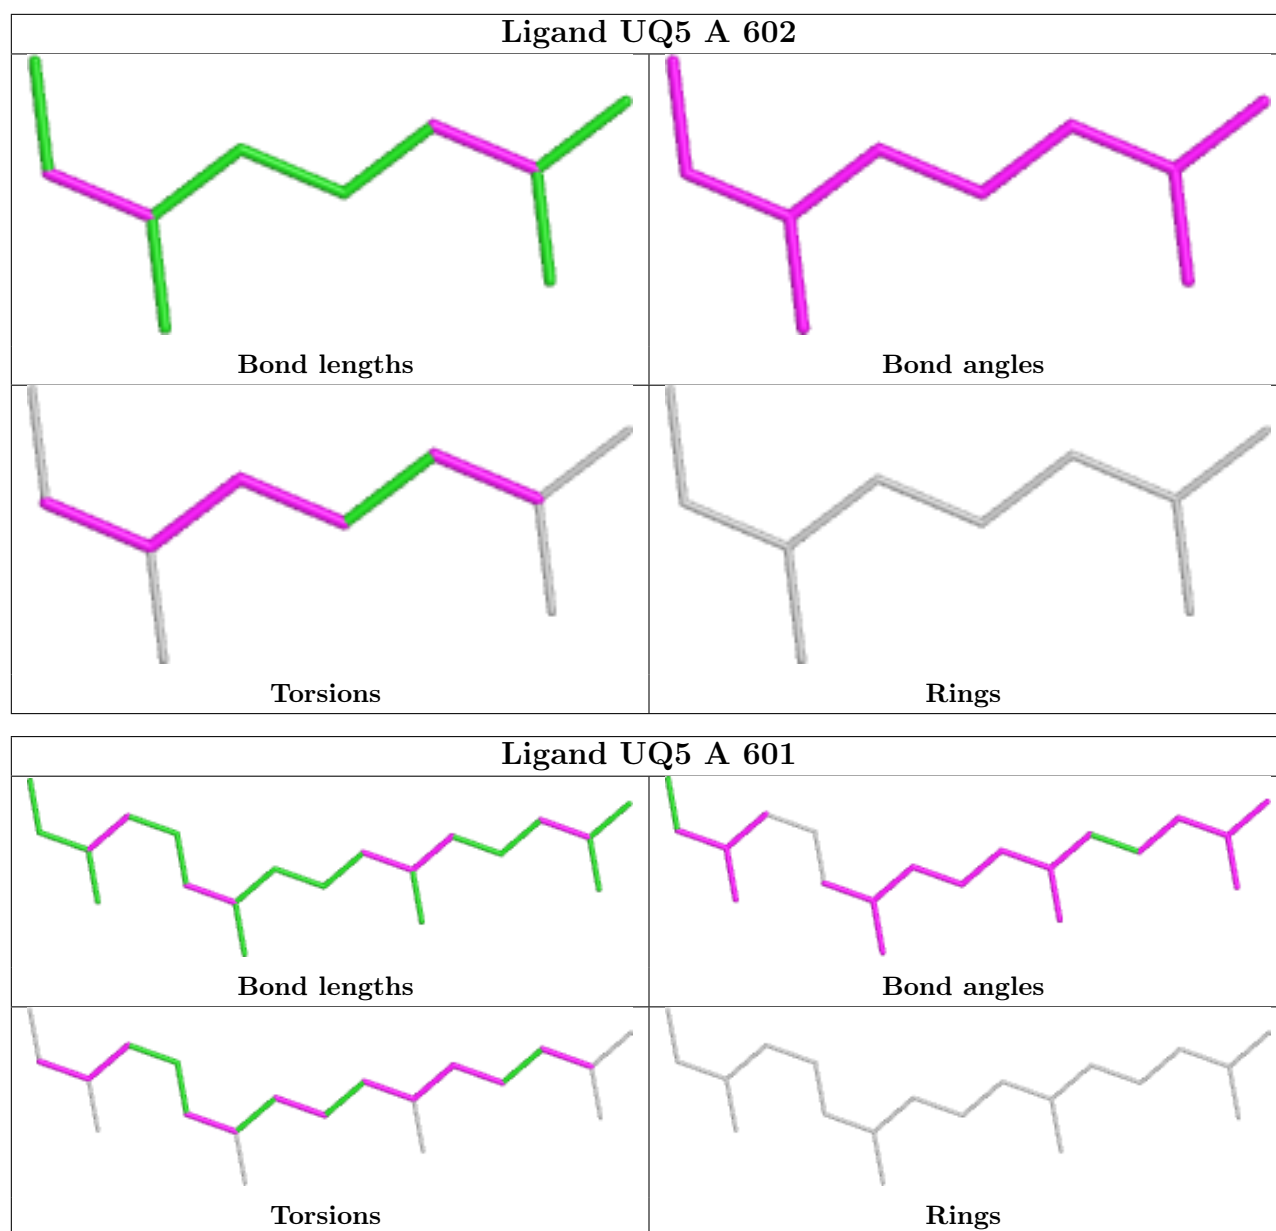 Ligand UQ5 A 602
Bond lengths
Bond angles
Torsions
Rings
Ligand UQ5 A 601
Bond lengths
Bond angles
Torsions
Rings